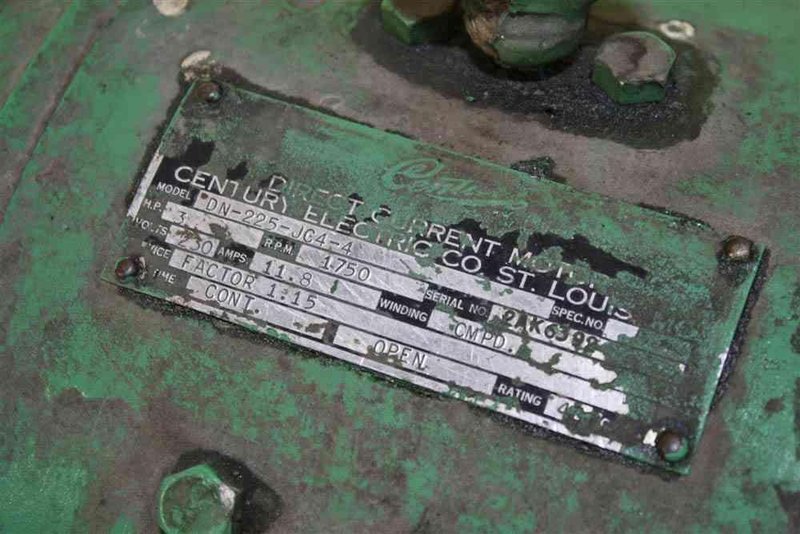 Century
DIRECT CURRENT MOTOR
CENTURY ELECTRIC CO. ST. LOUIS
MODEL DN-225-JC4-4
H.P. 3 R.P.M. 1750 SERIAL NO. SPEC. NO.
VOLTS 230 AMPS. 11.8 WINDING CMPD.
FACTOR 1.15
TIME CONT. OPEN RATING